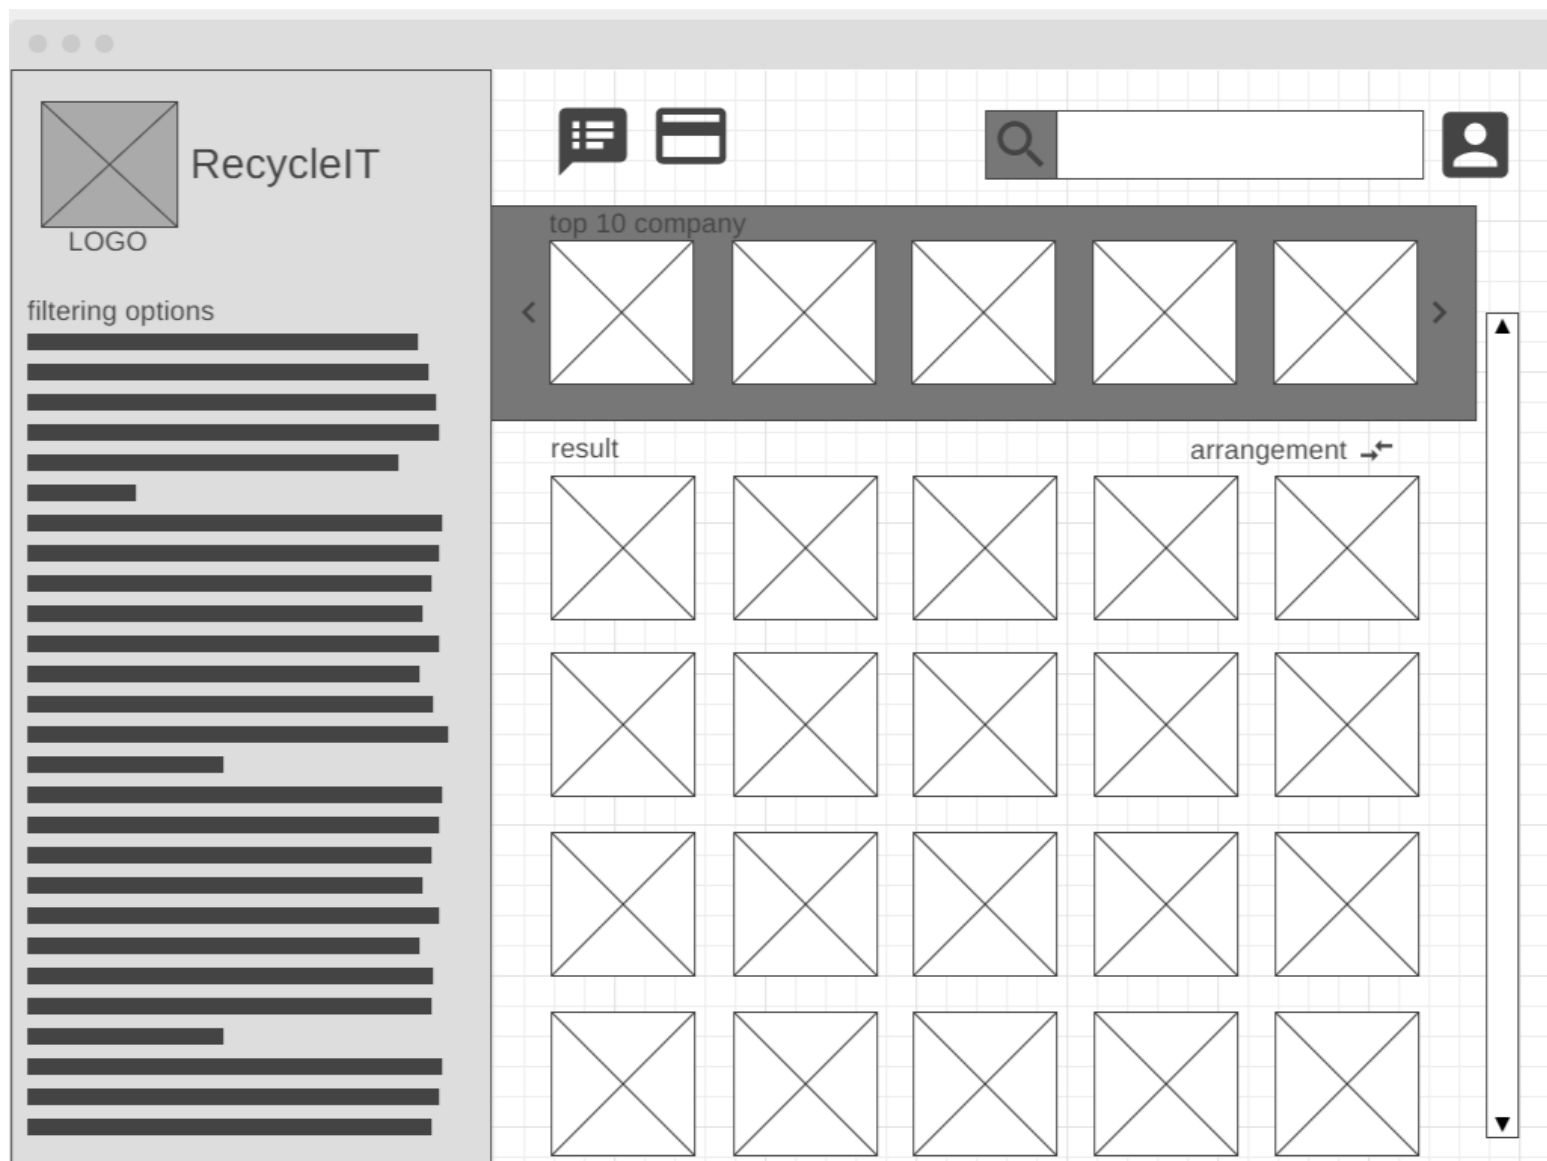 RecycleIT
LOGO
filtering options
top 10 company
result
arrangement